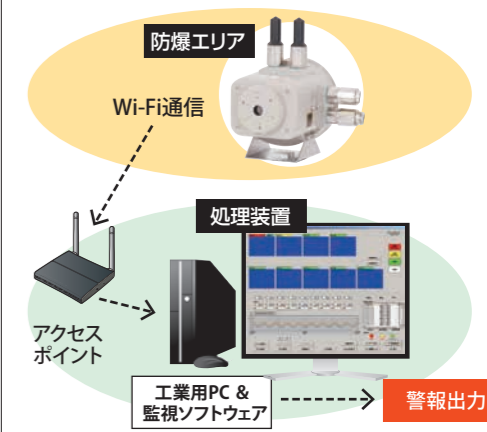 防爆エリア
Wi-Fi通信
処理装置
アクセス
ポイント
工業用PC &
監視ソフトウェア
警報出力